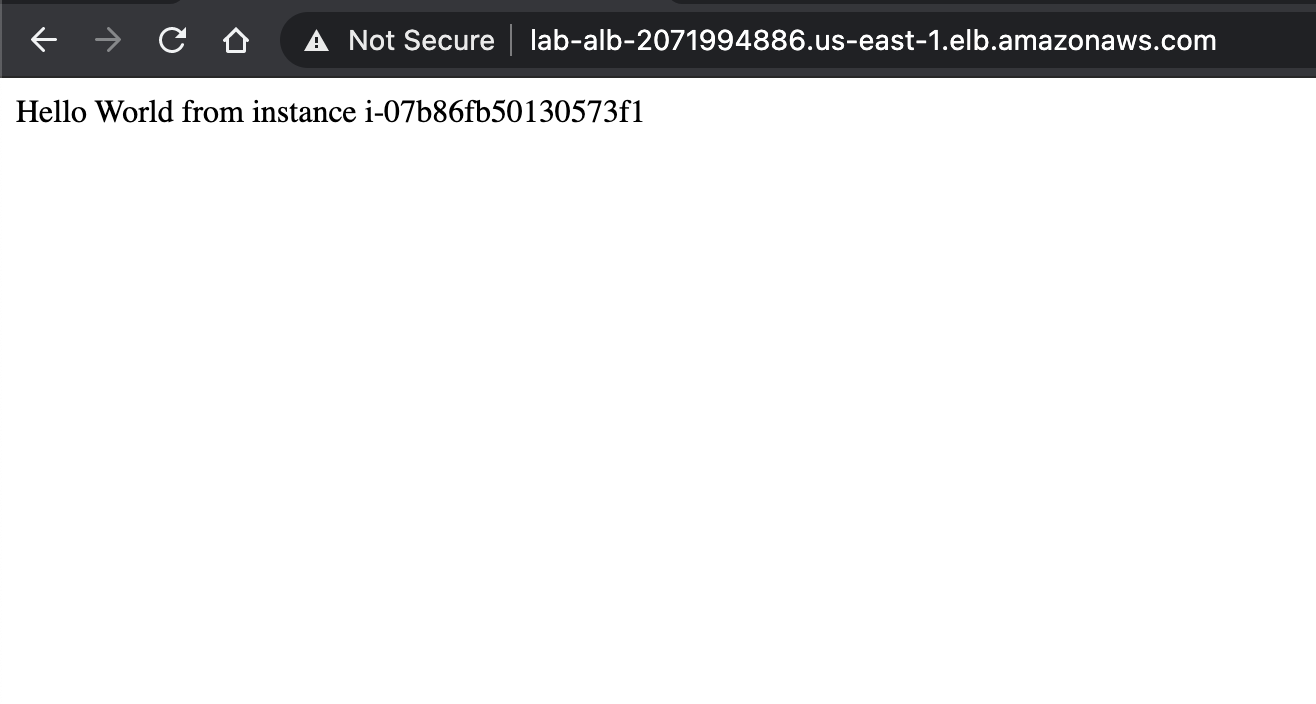 Not Secure lab-alb-2071994886.us-east-1.elb.amazonaws.com
Hello World from instance i-07b86fb50130573f1